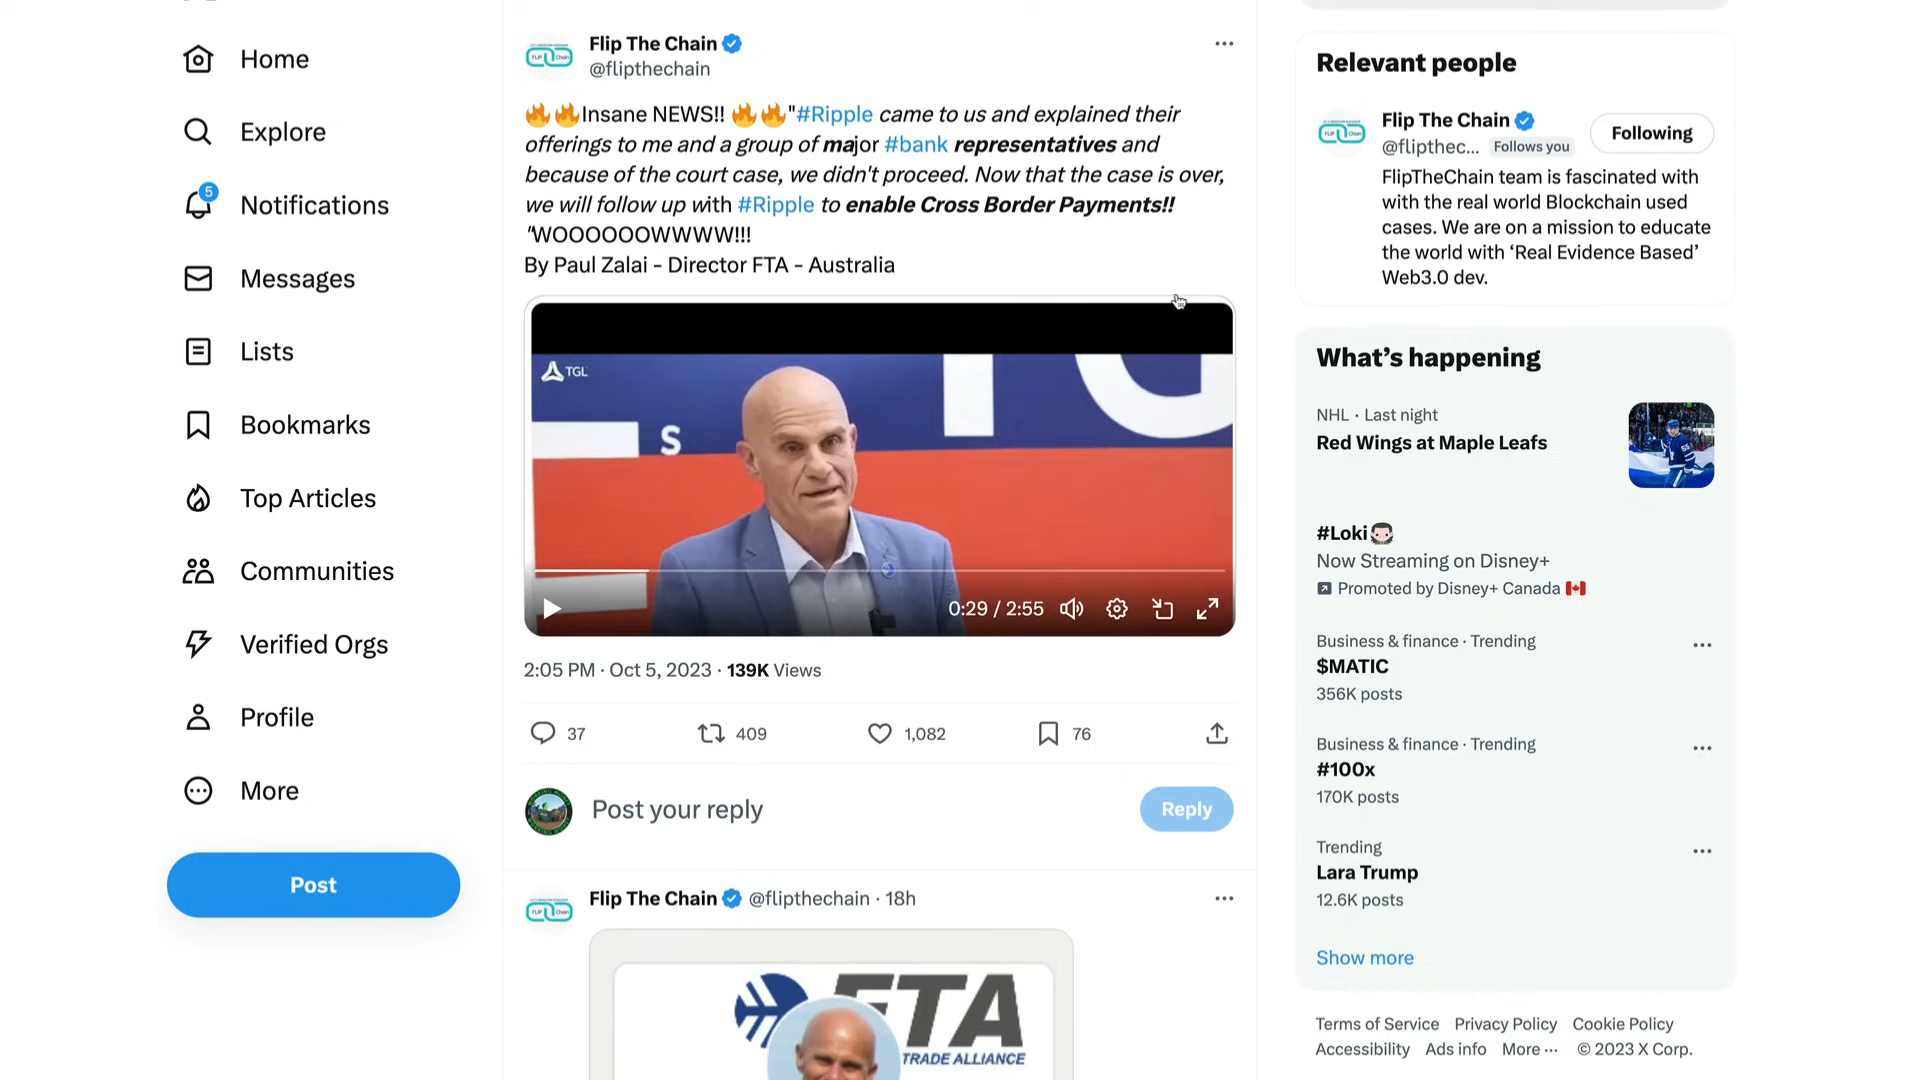 Home
Explore
5
Notifications
Messages
Lists
Bookmarks
Top Articles
Communities
Verified Orgs
Profile
More
Post
Flip The Chain
@flipthechain
🔥🔥Insane NEWS!! 🔥🔥"#Ripple came to us and explained their
offerings to me and a group of major #bank representatives and
because of the court case, we didn't proceed. Now that the case is over,
we will follow up with #Ripple to enable Cross Border Payments!!
"WOOOOOOWWWW!!!
By Paul Zalai - Director FTA - Australia
TGL
S
0:29 / 2:55
2:05 PM · Oct 5, 2023 · 139K Views
37 409 1,082 76
Post your reply
Reply
Flip The Chain @flipthechain · 18h
FTA
TRADE ALLIANCE
Relevant people
Flip The Chain
@flipthec... Follows you
Following
FlipTheChain team is fascinated with
with the real world Blockchain used
cases. We are on a mission to educate
the world with ‘Real Evidence Based’
Web3.0 dev.
What’s happening
NHL · Last night
Red Wings at Maple Leafs
#Loki
Now Streaming on Disney+
Promoted by Disney+ Canada 🇨🇦
Business & finance · Trending
$MATIC
356K posts
Business & finance · Trending
#100x
170K posts
Trending
Lara Trump
12.6K posts
Show more
Terms of Service Privacy Policy Cookie Policy
Accessibility Ads info More ··· © 2023 X Corp.